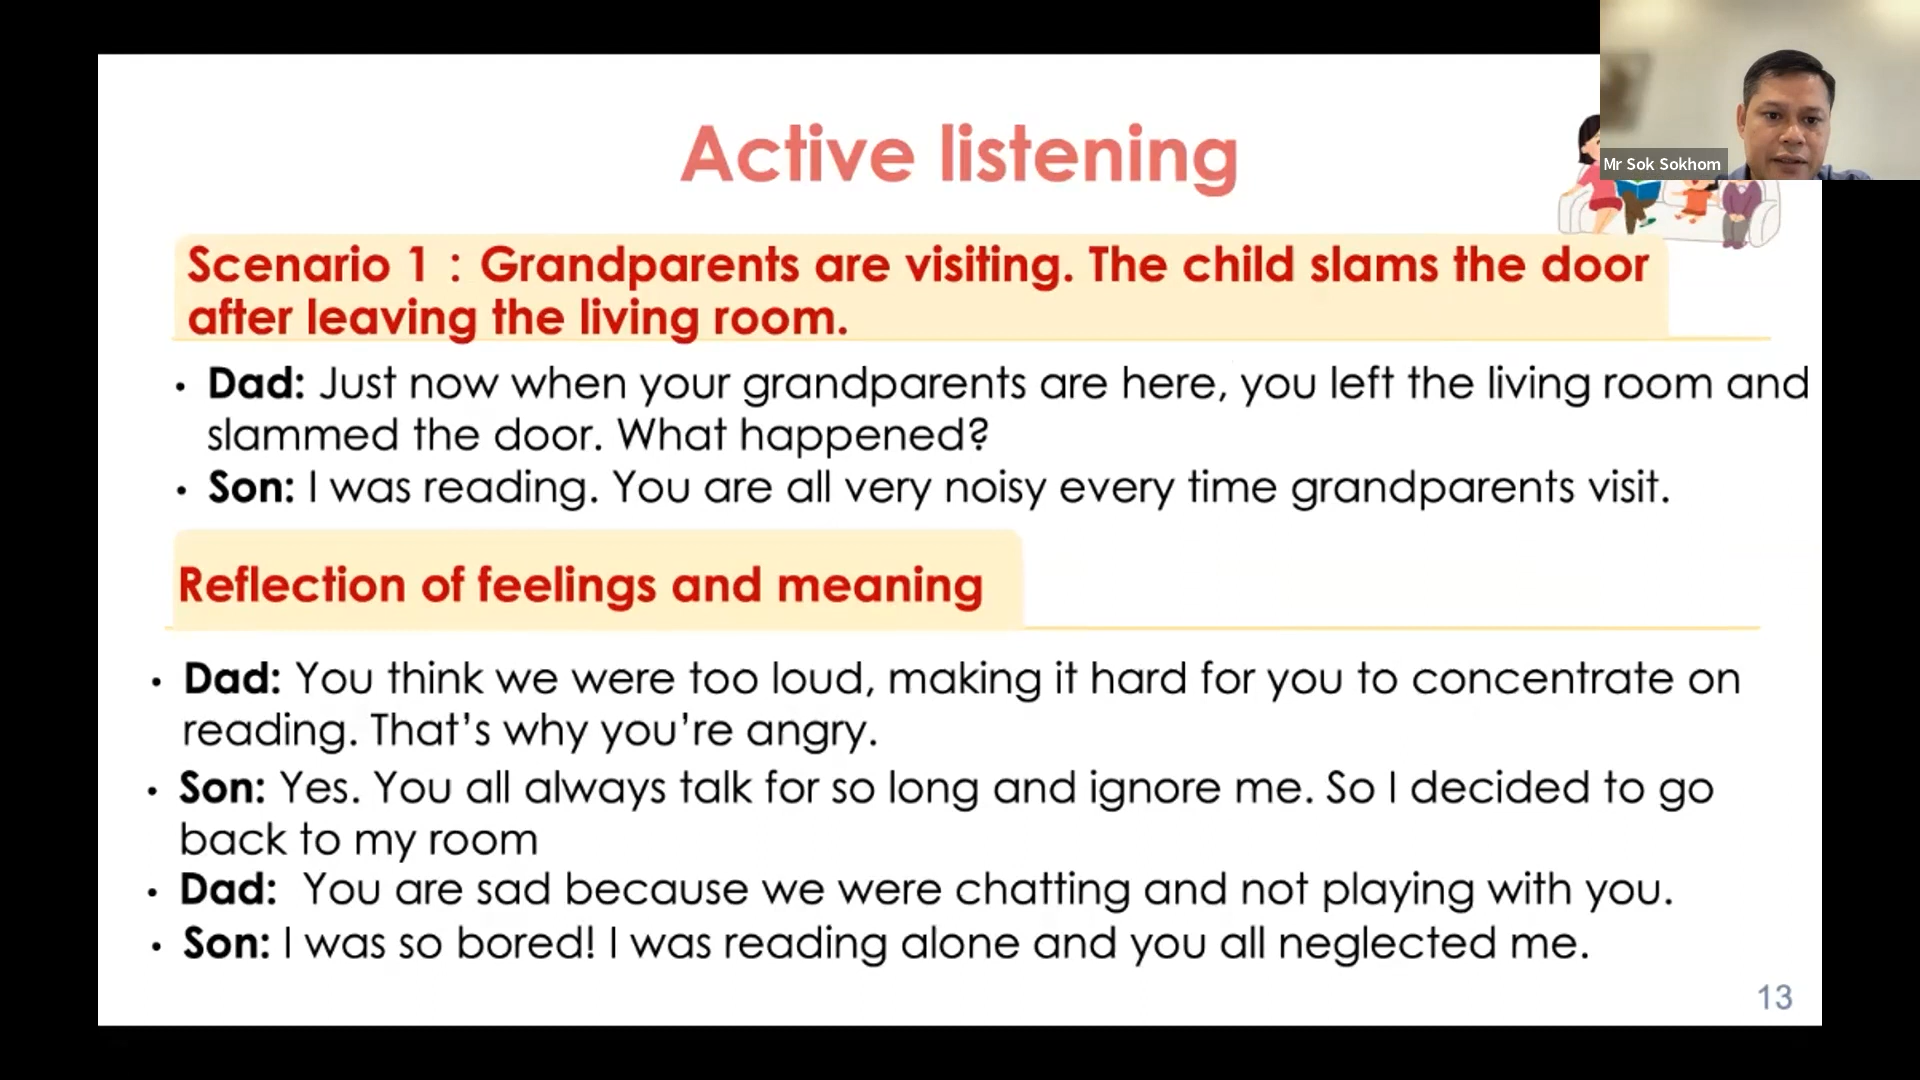 Active listening
Mr Sok Sokhom
Scenario 1 : Grandparents are visiting. The child slams the door
after leaving the living room.
• Dad: Just now when your grandparents are here, you left the living room and
slammed the door. What happened?
• Son: I was reading. You are all very noisy every time grandparents visit.
Reflection of feelings and meaning
• Dad: You think we were too loud, making it hard for you to concentrate on
reading. That’s why you’re angry.
• Son: Yes. You all always talk for so long and ignore me. So I decided to go
back to my room
• Dad: You are sad because we were chatting and not playing with you.
• Son: I was so bored! I was reading alone and you all neglected me.
13